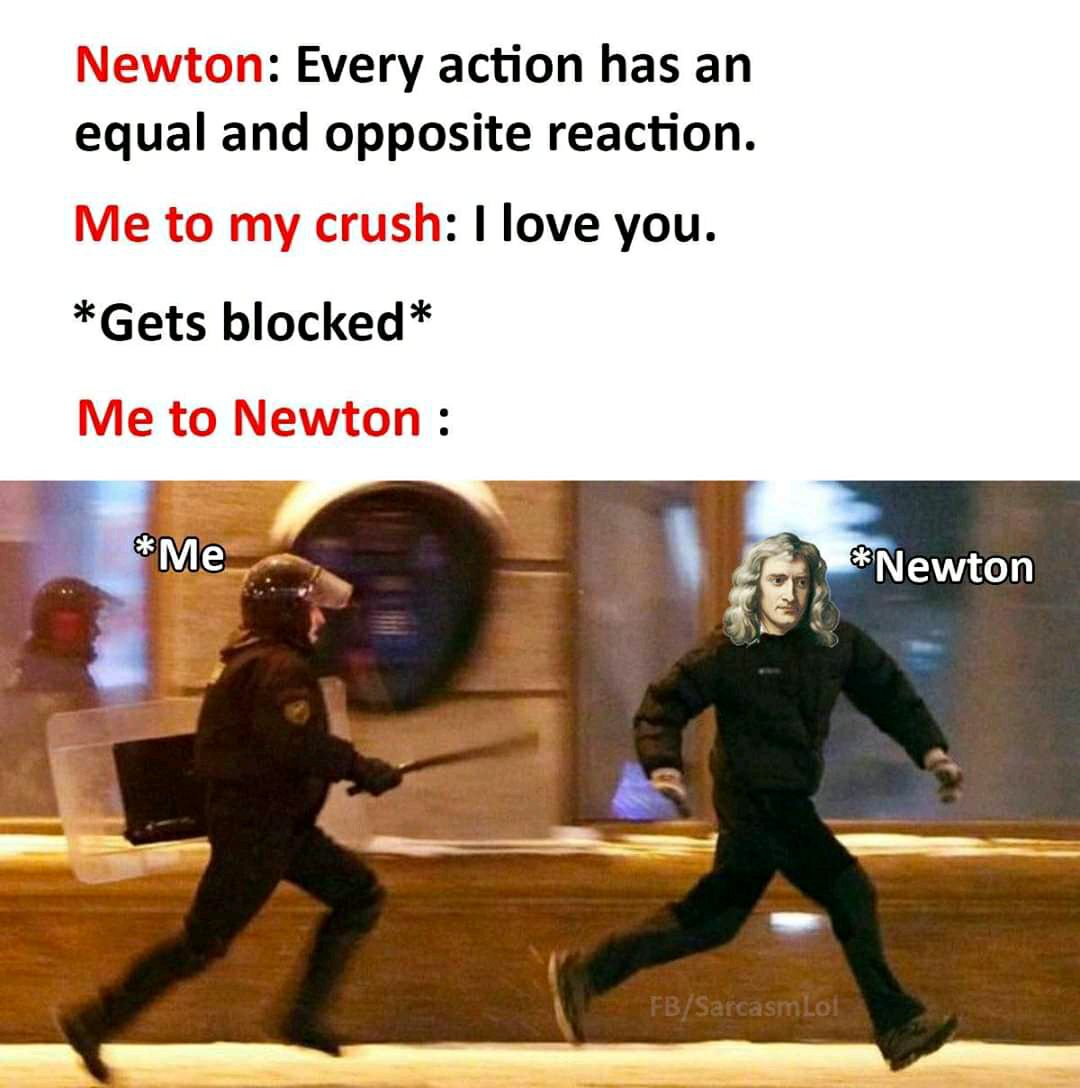 Newton: Every action has an
equal and opposite reaction.
Me to my crush: I love you.
*Gets blocked*
Me to Newton :
*Me
*Newton
FB/SarcasmLol